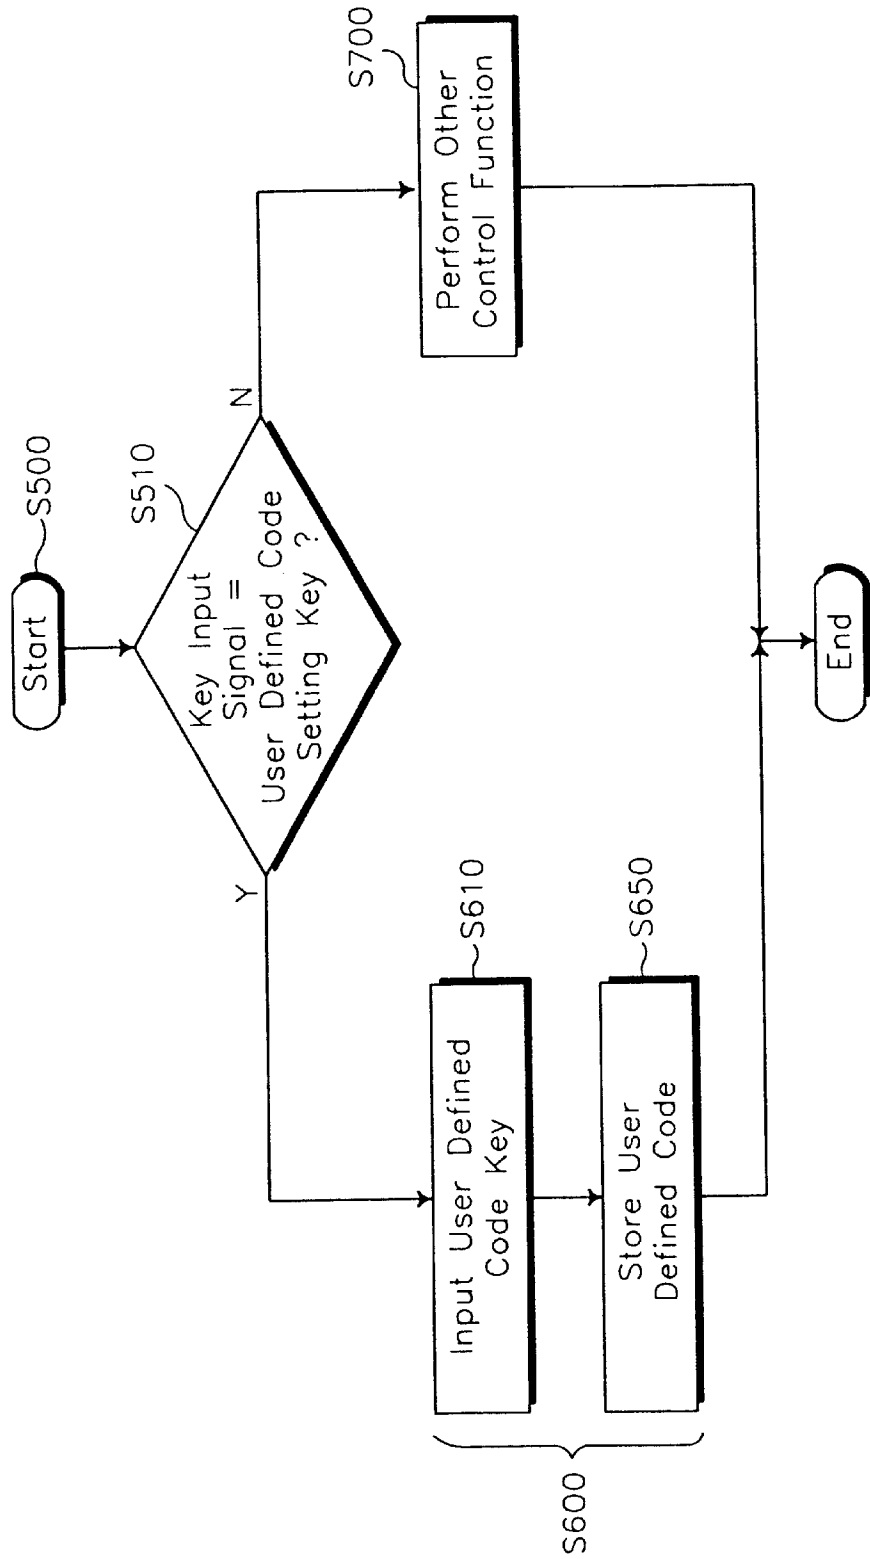 Start
S500
Key Input
Signal =
User Defined Code
Setting Key ?
S510
Y
N
Input User Defined
Code Key
S610
Store User
Defined Code
S650
S600
Perform Other
Control Function
S700
End